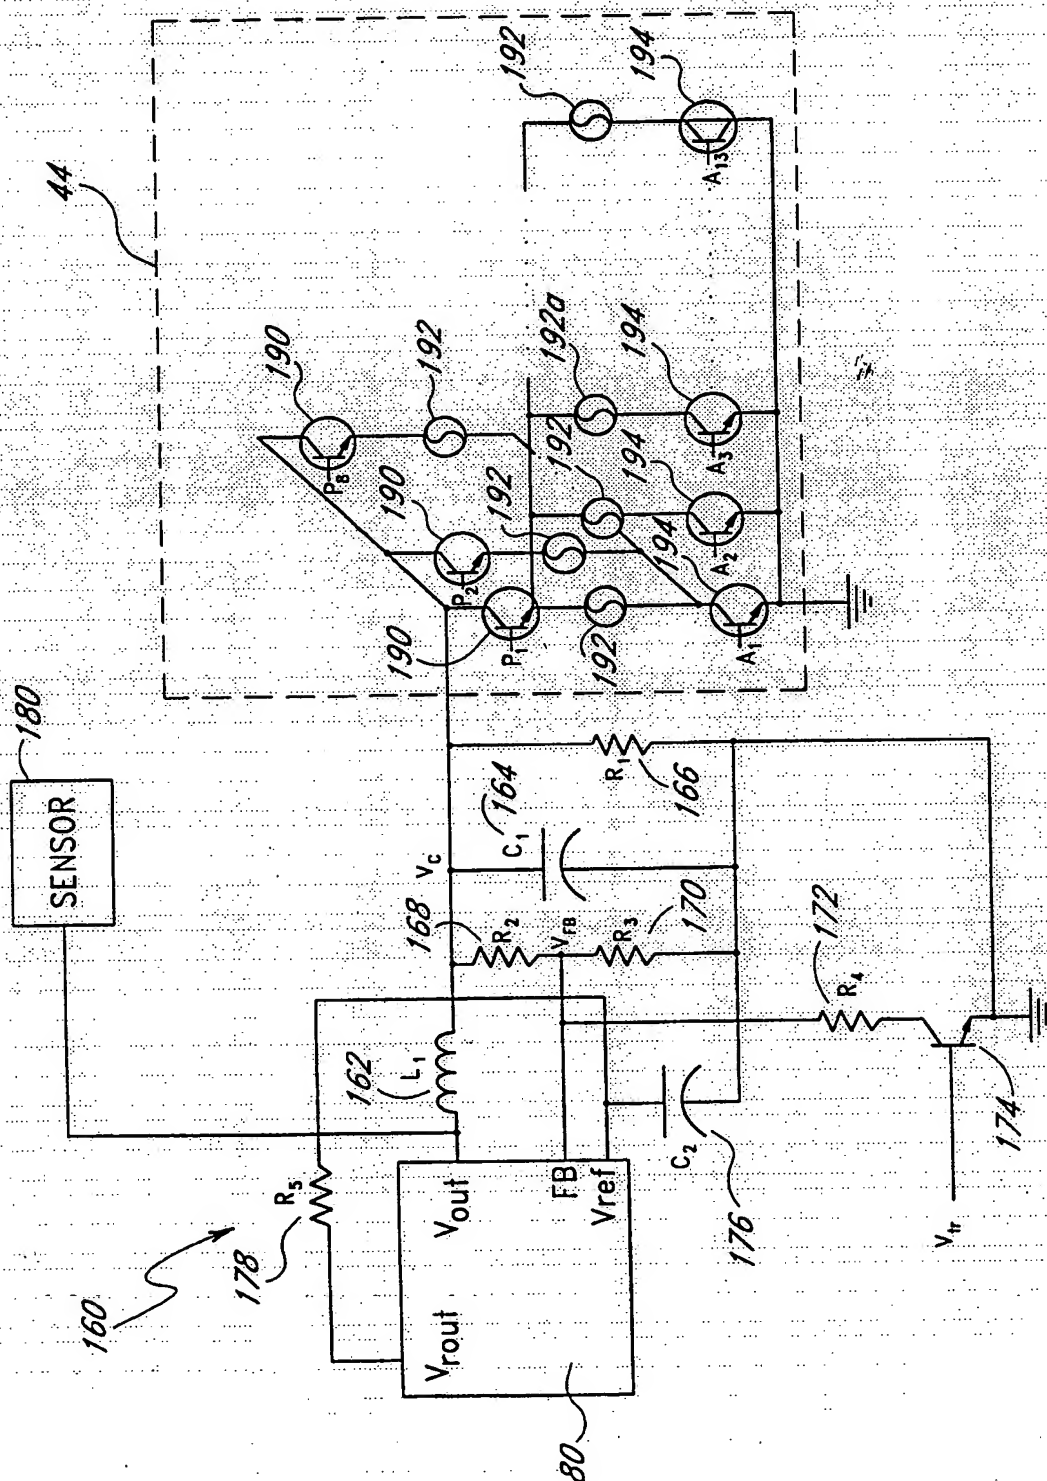 44
192
194
A13
190
192
192a
194
P8
190
192
192
194
A3
P2
194
A2
190
P1
192
A1
180
SENSOR
VC
C1
164
R1
166
168
R2
VFB
R3
170
172
R4
162
L1
C2
176
174
Vtr
160
178
R5
Vrout
Vout
FB
Vref
80